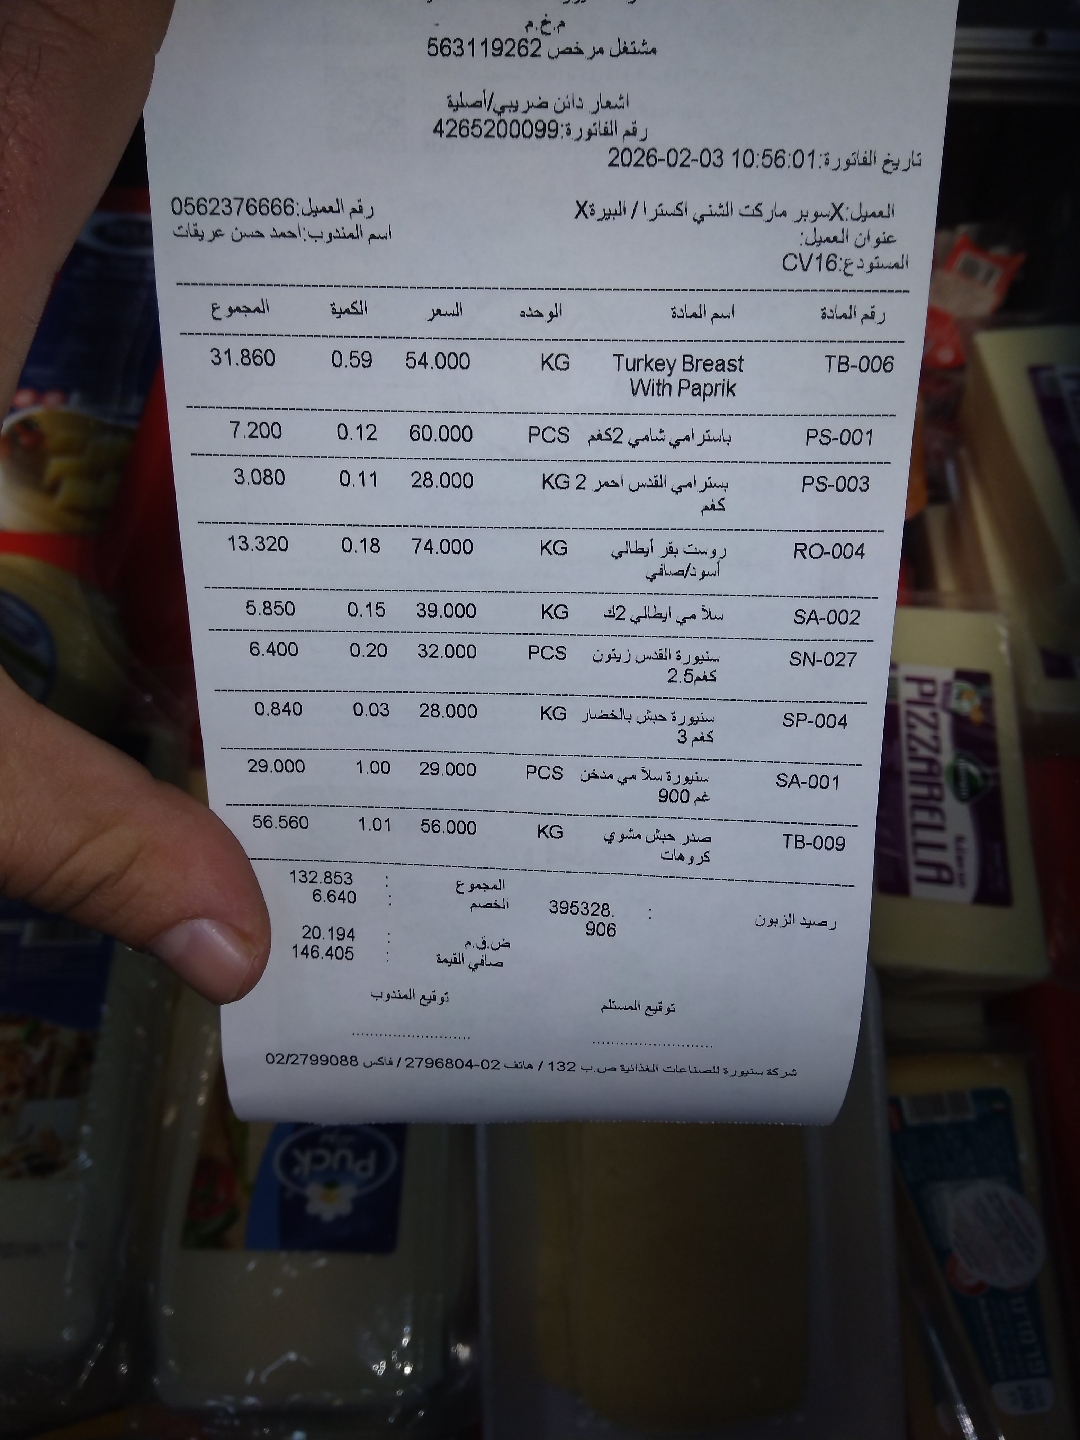 م.خ.م
مشتغل مرخص 563119262
اشعار دائن ضريبي/أصلية
رقم الفاتورة:4265200099
تاريخ الفاتورة:2026-02-03 10:56:01
العميل:Xسوبر ماركت الشني اكسترا / البيرةX رقم العميل:0562376666
عنوان العميل: اسم المندوب:احمد حسن عريقات
المستودع:CV16
رقم المادة اسم المادة الوحده السعر الكمية المجموع
TB-006 Turkey Breast KG 54.000 0.59 31.860
With Paprik
PS-001 باسترامي شامي 2كغم PCS 60.000 0.12 7.200
PS-003 بسترامي القدس احمر 2 KG 28.000 0.11 3.080
كغم
RO-004 روست بقر أيطالي KG 74.000 0.18 13.320
أسود/صافي
SA-002 سلامي ايطالي 2ك KG 39.000 0.15 5.850
SN-027 سنيورة القدس زيتون PCS 32.000 0.20 6.400
2.5كغم
SP-004 سنيورة حبش بالخضار KG 28.000 0.03 0.840
3 كغم
SA-001 سنيورة سلامي مدخن PCS 29.000 1.00 29.000
900 غم
TB-009 صدر حبش مشوي KG 56.000 1.01 56.560
كروهات
المجموع : 132.853
رصيد الزبون : 395328. الخصم : 6.640
906
ض.ق.م : 20.194
صافي القيمة : 146.405
توقيع المستلم توقيع المندوب
شركة سنيورة للصناعات الغذائية ص.ب 132 / هاتف 02-2796804 / فاكس 02/2799088
PIZZARELLA
Puck